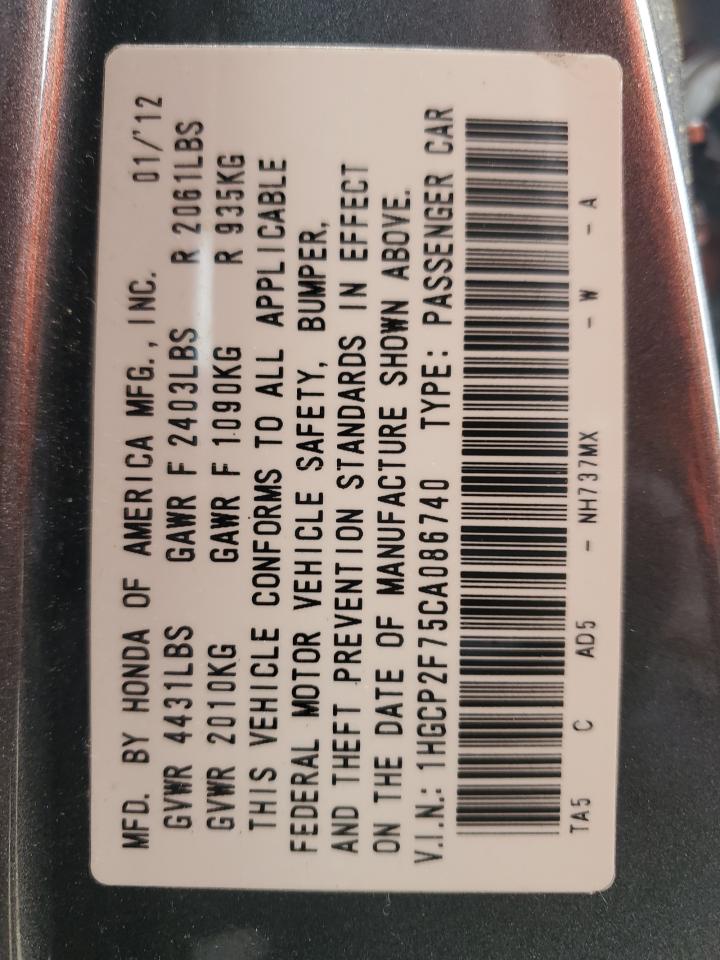 MFD. BY HONDA OF AMERICA MFG., INC. 01/'12
GVWR 4431LBS GAWR F 2403LBS R 2061LBS
GVWR 2010KG GAWR F 1090KG R 935KG
THIS VEHICLE CONFORMS TO ALL APPLICABLE
FEDERAL MOTOR VEHICLE SAFETY, BUMPER,
AND THEFT PREVENTION STANDARDS IN EFFECT
ON THE DATE OF MANUFACTURE SHOWN ABOVE.
V.I.N.: 1HGCP2F75CA086740 TYPE: PASSENGER CAR
TA5 C AD5 - NH737MX - W - A